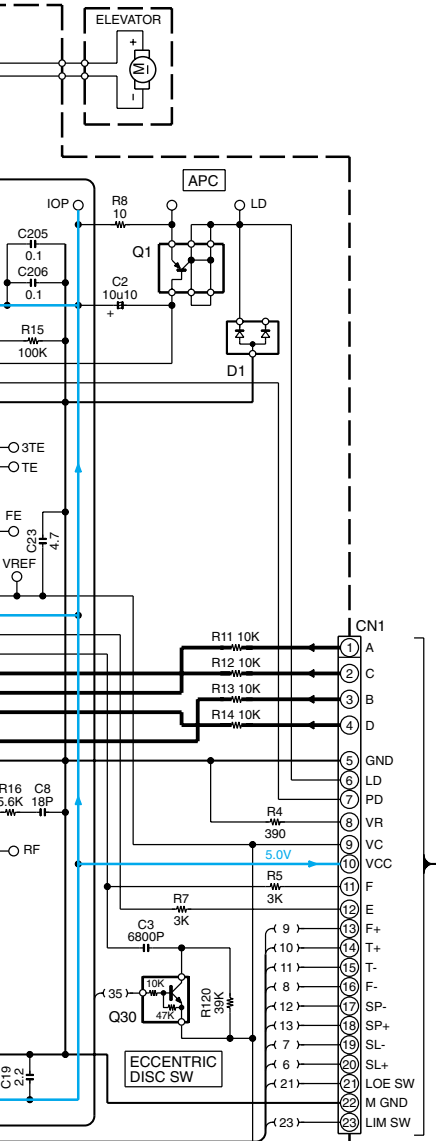 ELEVATOR
+
M
−
APC
IOP
R8
10
LD
C205
0.1
Q1
C206
0.1
C2
10u10
+
R15
100K
D1
3TE
TE
FE
C23
4.7
VREF
CN1
R11 10K
1 A
R12 10K
2 C
R13 10K
3 B
R14 10K
4 D
5 GND
6 LD
7 PD
R16
5.6K
C8
18P
R4
390
8 VR
9 VC
RF
5.0V
10 VCC
R5
3K
11 F
R7
3K
12 E
C3
6800P
9
13 F+
10
14 T+
11
15 T-
8
16 F-
35
10K
47K
Q30
R120
39K
12
17 SP-
13
18 SP+
7
19 SL-
6
20 SL+
ECCENTRIC
DISC SW
C19
2.2
21
21 LOE SW
22 M GND
23
23 LIM SW